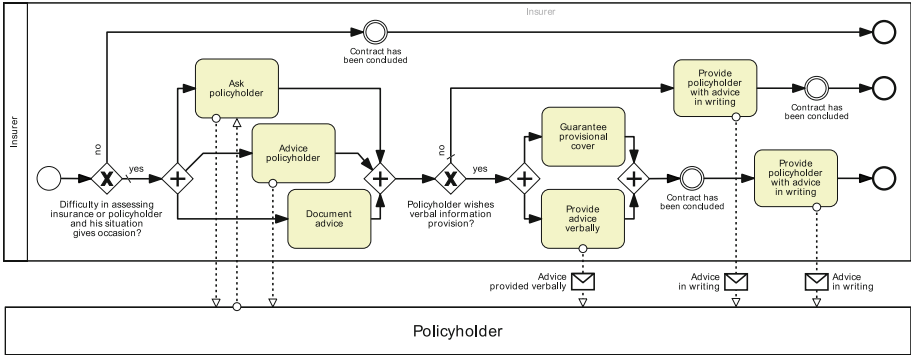 Insurer
Insurer
Contract has
been concluded
Ask
policyholder
Provide
policyholder
with advice
in writing
Contract has
been concluded
no
no
Advice
policyholder
Guarantee
provisional
cover
yes
yes
Provide
policyholder
with advice
in writing
Difficulty in assessing
insurance or policyholder
and his situation
gives occasion?
Document
advice
Policyholder wishes
verbal information
provision?
Provide
advice
verbally
Contract has
been concluded
Advice
provided verbally
Advice
in writing
Advice
in writing
Policyholder